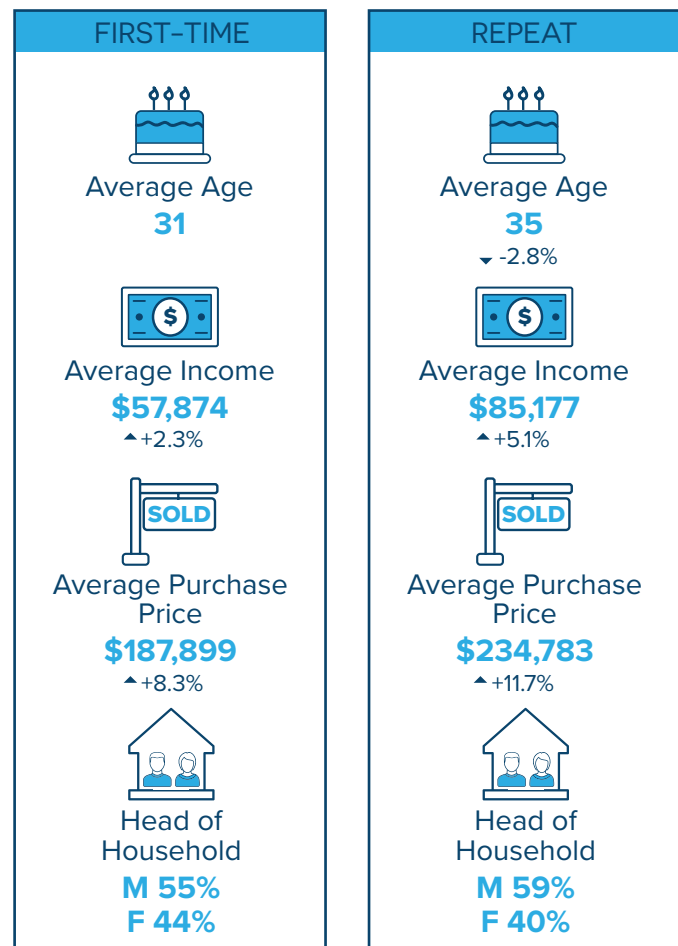 FIRST-TIME
Average Age
31
$
Average Income
$57,874
+2.3%
SOLD
Average Purchase
Price
$187,899
+8.3%
Head of
Household
M 55%
F 44%
REPEAT
Average Age
35
-2.8%
$
Average Income
$85,177
+5.1%
SOLD
Average Purchase
Price
$234,783
+11.7%
Head of
Household
M 59%
F 40%